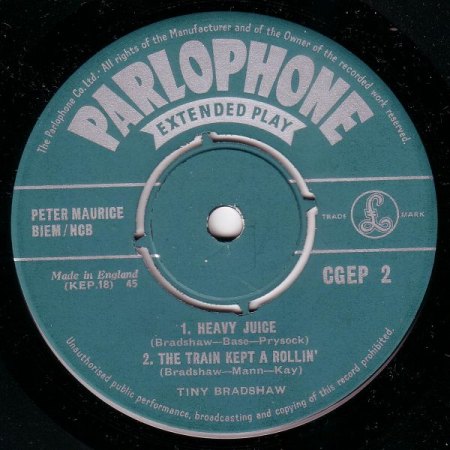 The Parlophone Co. Ltd. All rights of the Manufacturer and of the Owner of the recorded work reserved.
PARLOPHONE
EXTENDED PLAY
PETER MAURICE
BIEM/NCB
TRADE £ MARK
Made in England
(KEP.18) 45
CGEP 2
1. HEAVY JUICE
(Bradshaw—Base—Prysock)
2. THE TRAIN KEPT A ROLLIN'
(Bradshaw—Mann—Kay)
TINY BRADSHAW
Unauthorised public performance, broadcasting and copying of this record prohibited.